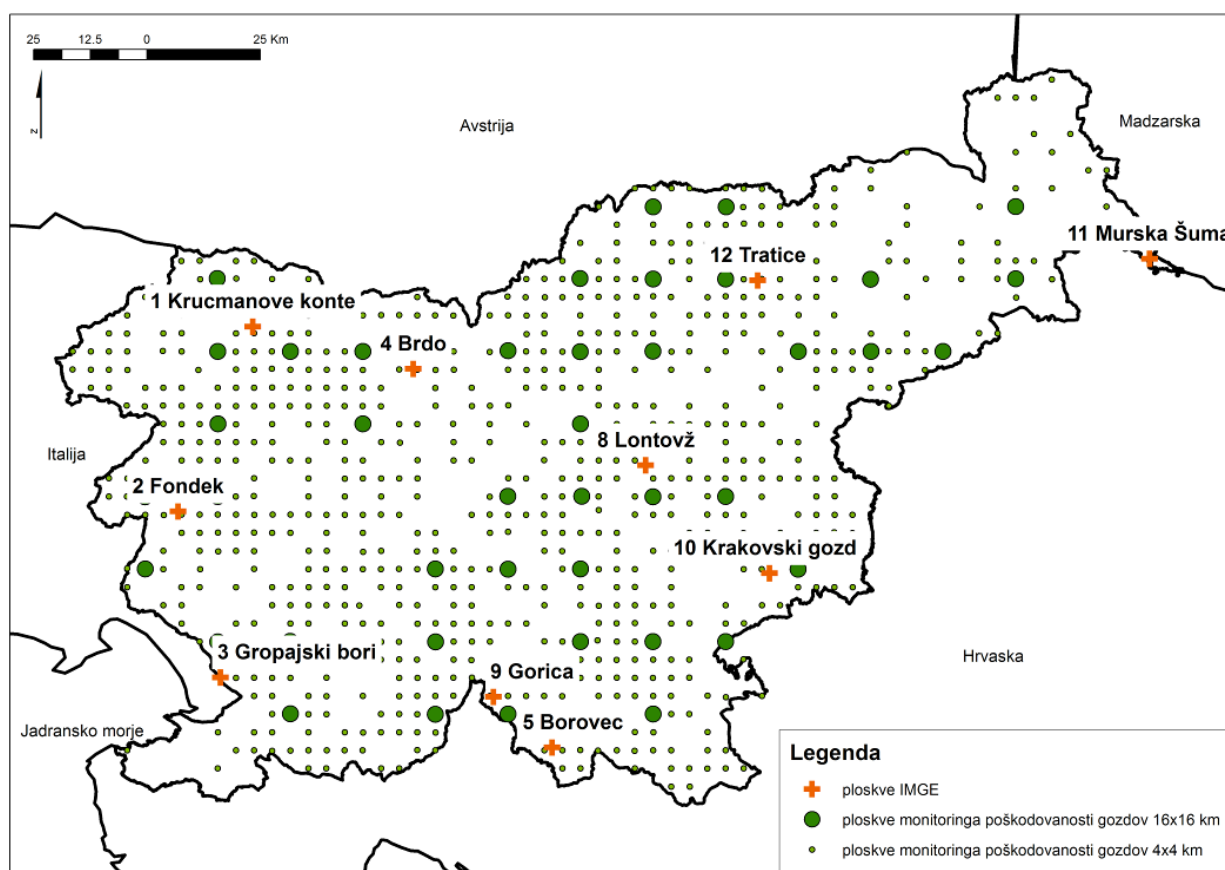 25 12.5 0 25 Km
z
Avstrija
Madzarska
11 Murska Šuma
12 Tratice
1 Krucmanove konte
4 Brdo
8 Lontovž
Italija
2 Fondek
10 Krakovski gozd
3 Gropajski bori
Hrvaska
9 Gorica
5 Borovec
Jadransko morje
Legenda
ploskve IMGE
ploskve monitoringa poškodovanosti gozdov 16x16 km
ploskve monitoringa poškodovanosti gozdov 4x4 km